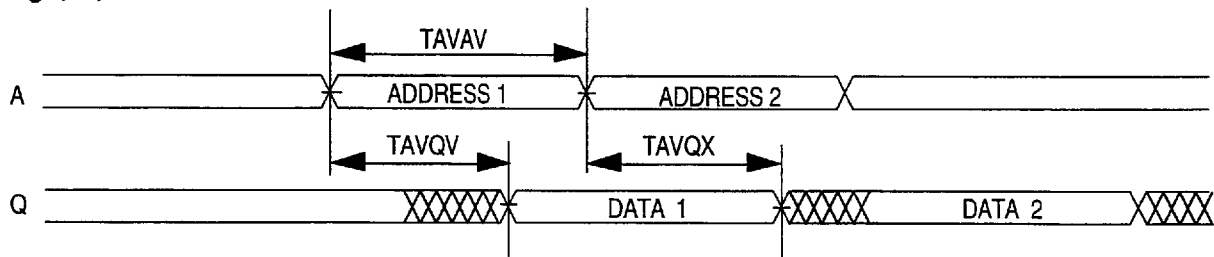 TAVAV
A ADDRESS 1 ADDRESS 2
TAVQV TAVQX
Q DATA 1 DATA 2